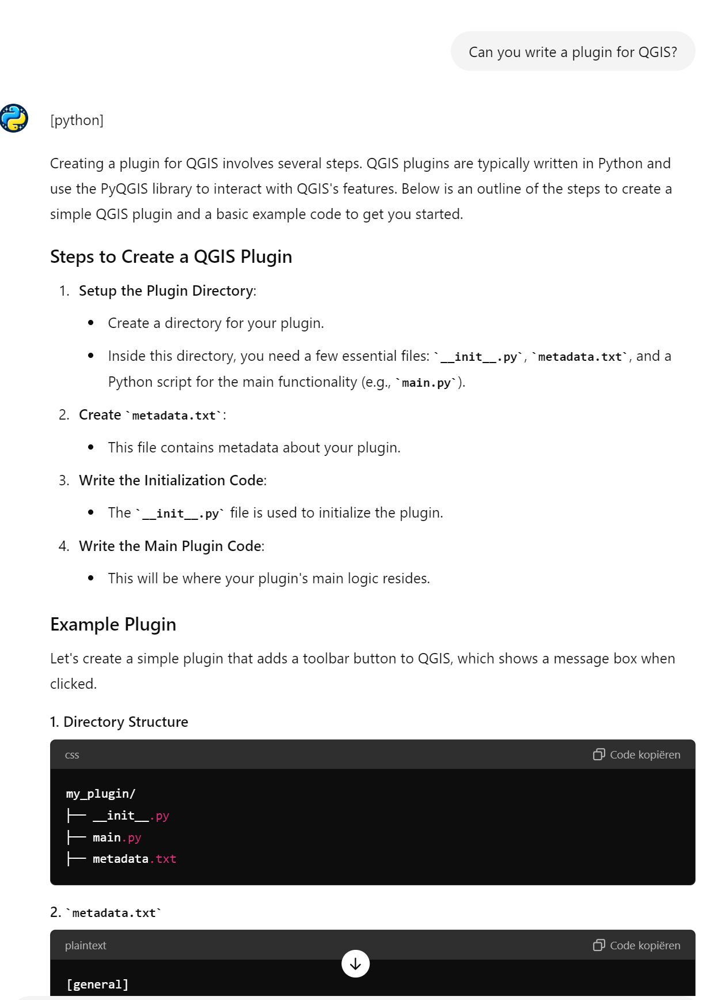 Can you write a plugin for QGIS?
[python]
Creating a plugin for QGIS involves several steps. QGIS plugins are typically written in Python and
use the PyQGIS library to interact with QGIS's features. Below is an outline of the steps to create a
simple QGIS plugin and a basic example code to get you started.
Steps to Create a QGIS Plugin
1. Setup the Plugin Directory:
• Create a directory for your plugin.
• Inside this directory, you need a few essential files: `__init__.py`, `metadata.txt`, and a
Python script for the main functionality (e.g., `main.py`).
2. Create `metadata.txt`:
• This file contains metadata about your plugin.
3. Write the Initialization Code:
• The `__init__.py` file is used to initialize the plugin.
4. Write the Main Plugin Code:
• This will be where your plugin's main logic resides.
Example Plugin
Let's create a simple plugin that adds a toolbar button to QGIS, which shows a message box when
clicked.
1. Directory Structure
css Code kopiëren
my_plugin/
├── __init__.py
├── main.py
├── metadata.txt
2. `metadata.txt`
plaintext Code kopiëren
[general]